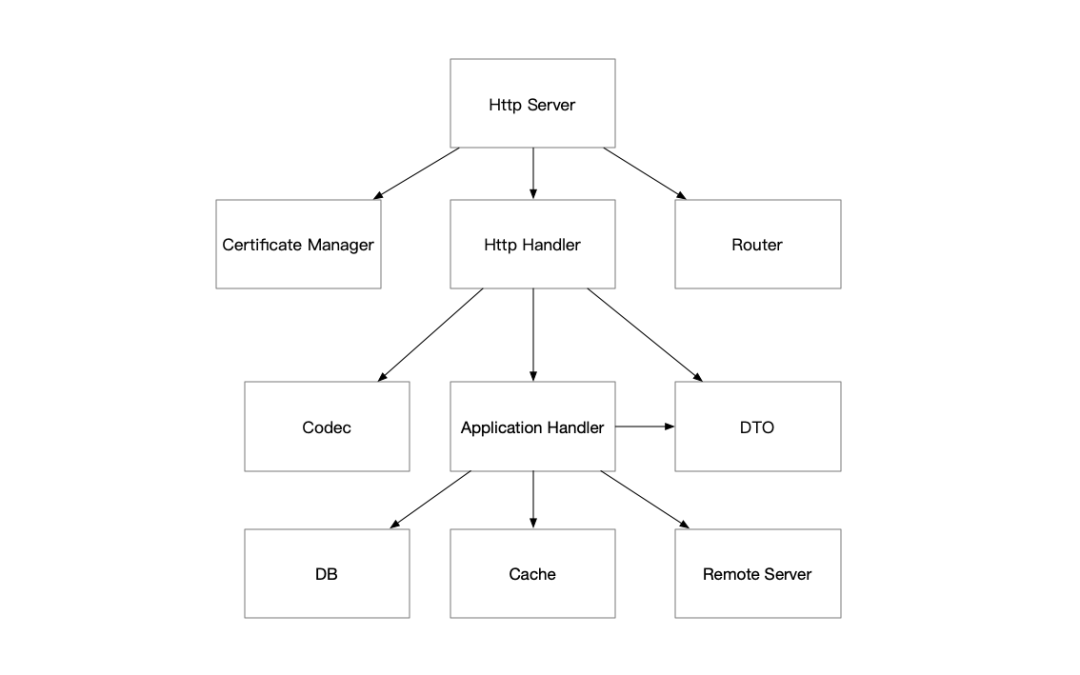 Http Server
Certificate Manager
Http Handler
Router
Codec
Application Handler
DTO
DB
Cache
Remote Server